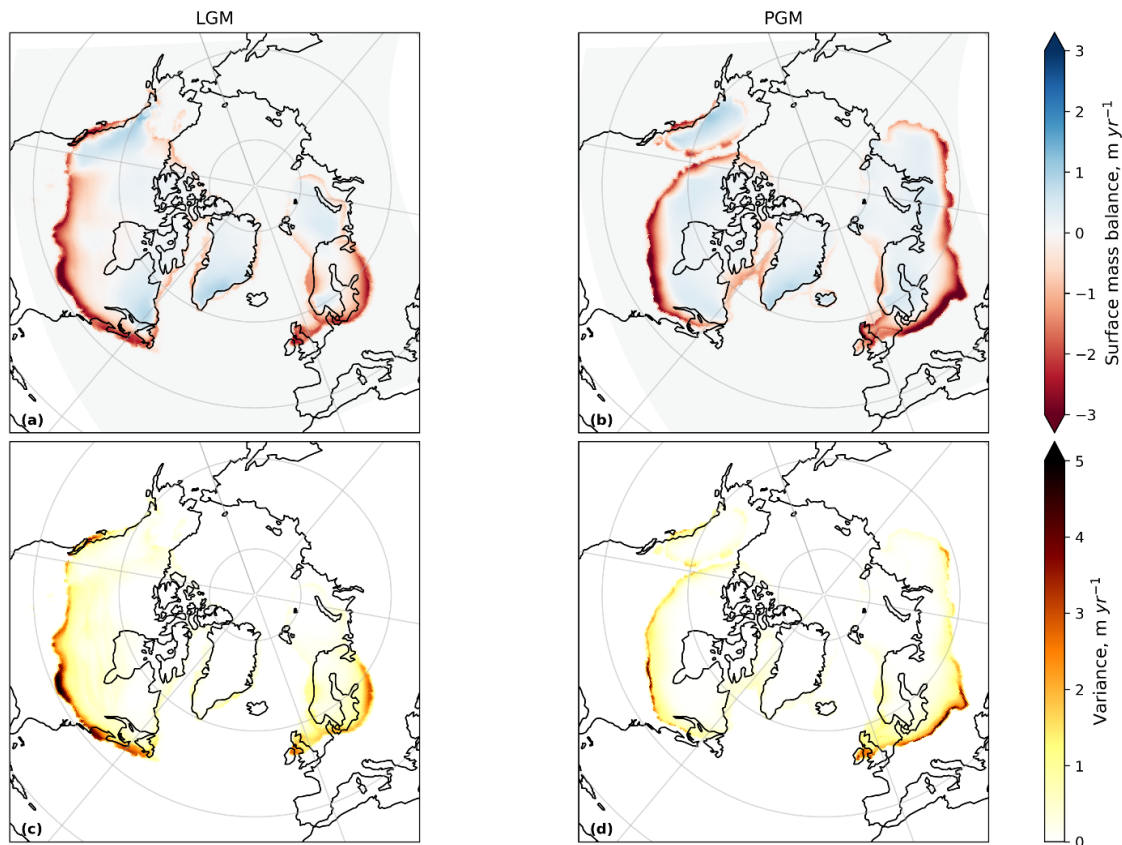 LGM
PGM
(a)
(b)
3
2
1
0
−1
−2
−3
Surface mass balance, m yr⁻¹
(c)
(d)
5
4
3
2
1
0
Variance, m yr⁻¹